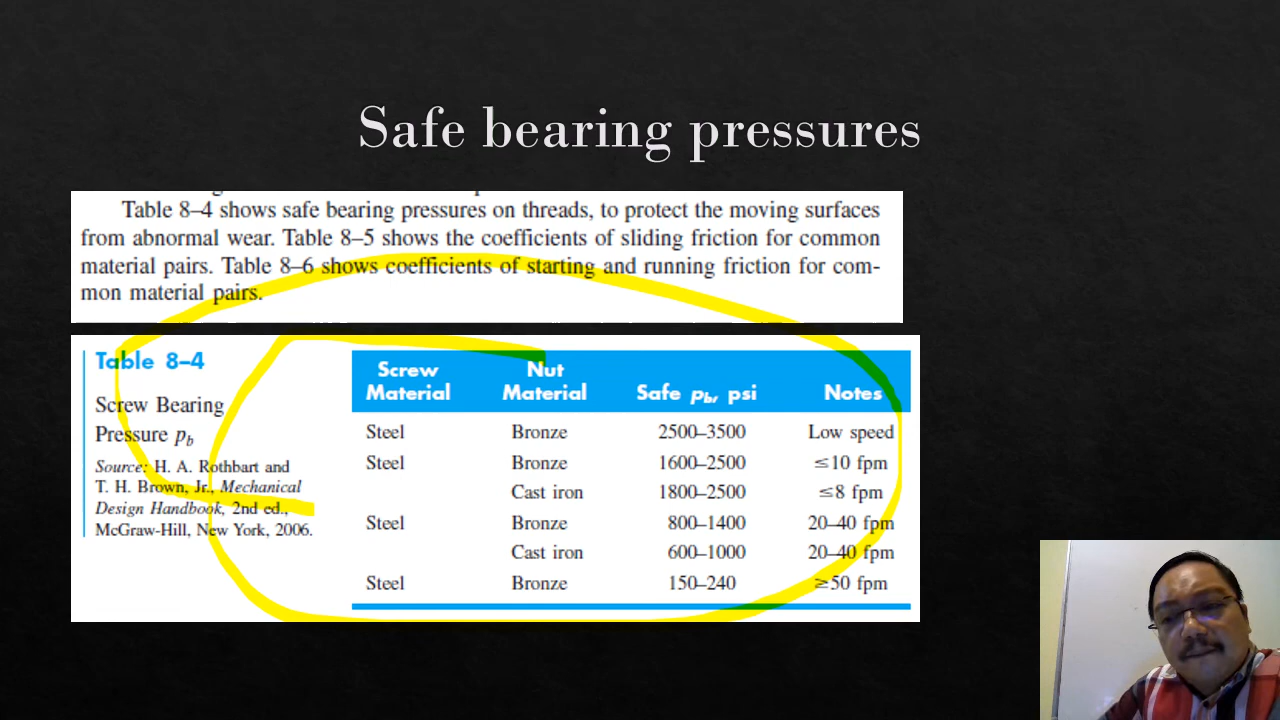 Safe bearing pressures
Table 8–4 shows safe bearing pressures on threads, to protect the moving surfaces
from abnormal wear. Table 8–5 shows the coefficients of sliding friction for common
material pairs. Table 8–6 shows coefficients of starting and running friction for com-
mon material pairs.
Table 8–4
Screw Bearing
Pressure pb
Source: H. A. Rothbart and
T. H. Brown, Jr., Mechanical
Design Handbook, 2nd ed.,
McGraw-Hill, New York, 2006.
Screw Material Nut Material Safe pb, psi Notes
Steel Bronze 2500–3500 Low speed
Steel Bronze 1600–2500 ≤10 fpm
Cast iron 1800–2500 ≤8 fpm
Steel Bronze 800–1400 20–40 fpm
Cast iron 600–1000 20–40 fpm
Steel Bronze 150–240 ≥50 fpm